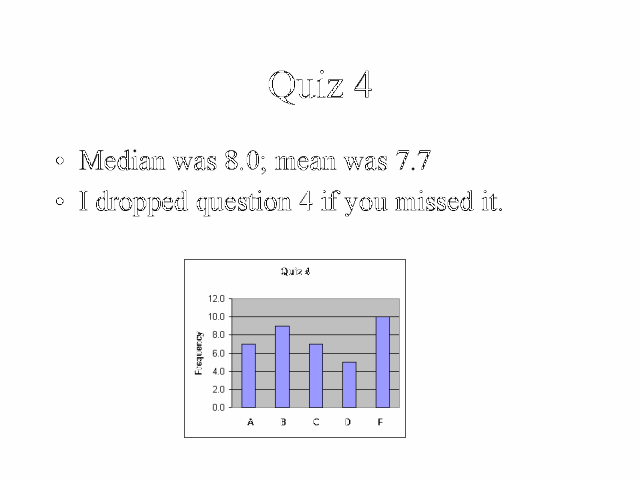 Quiz 4
• Median was 8.0; mean was 7.7
• I dropped question 4 if you missed it.
Quiz 4
Frequency
12.0
10.0
8.0
6.0
4.0
2.0
0.0
A B C D F